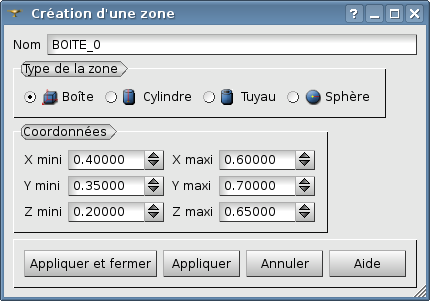 Création d'une zone
Nom BOITE_0
Type de la zone
Boîte Cylindre Tuyau Sphère
Coordonnées
X mini 0.40000 X maxi 0.60000
Y mini 0.35000 Y maxi 0.70000
Z mini 0.20000 Z maxi 0.65000
Appliquer et fermer Appliquer Annuler Aide